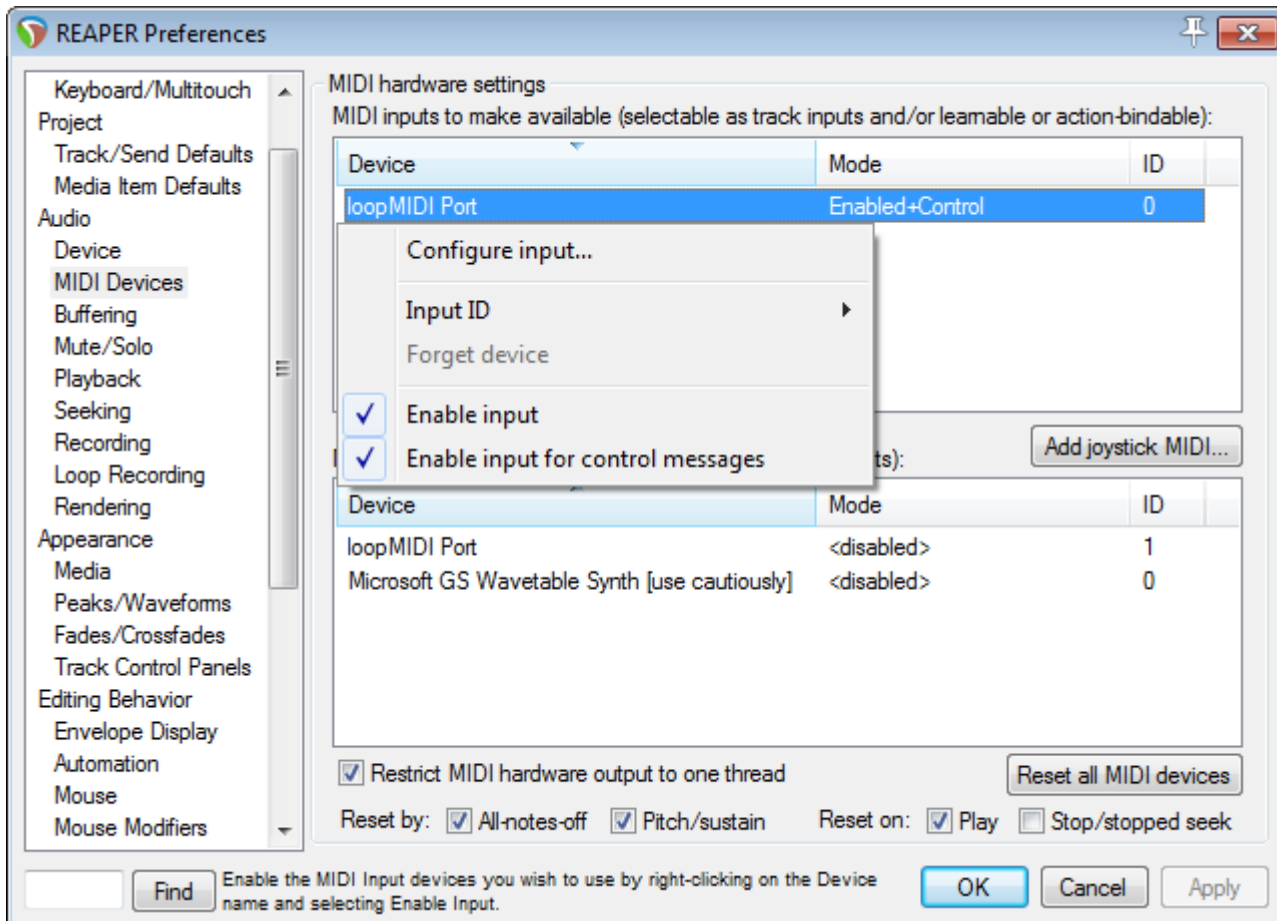 REAPER Preferences
Keyboard/Multitouch
Project
Track/Send Defaults
Media Item Defaults
Audio
Device
MIDI Devices
Buffering
Mute/Solo
Playback
Seeking
Recording
Loop Recording
Rendering
Appearance
Media
Peaks/Waveforms
Fades/Crossfades
Track Control Panels
Editing Behavior
Envelope Display
Automation
Mouse
Mouse Modifiers
Find
MIDI hardware settings
MIDI inputs to make available (selectable as track inputs and/or learnable or action-bindable):
Device Mode ID
loopMIDI Port Enabled+Control 0
Configure input...
Input ID
Forget device
Enable input
Enable input for control messages
ts):
Add joystick MIDI...
Device Mode ID
loopMIDI Port <disabled> 1
Microsoft GS Wavetable Synth [use cautiously] <disabled> 0
Restrict MIDI hardware output to one thread
Reset all MIDI devices
Reset by: All-notes-off Pitch/sustain Reset on: Play Stop/stopped seek
Enable the MIDI Input devices you wish to use by right-clicking on the Device
name and selecting Enable Input.
OK Cancel Apply